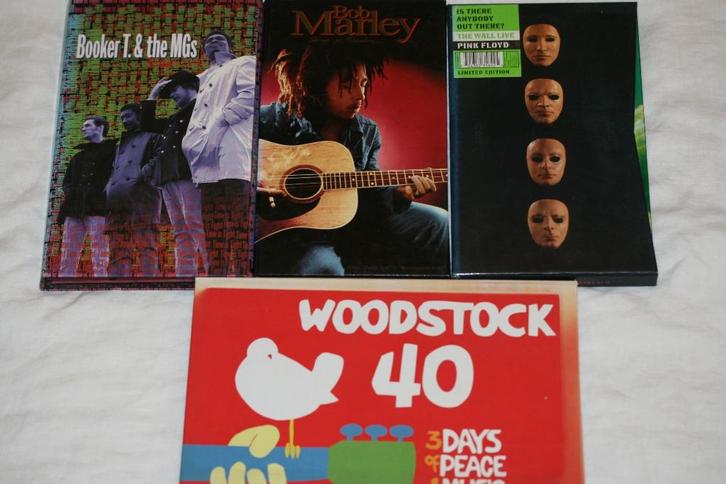 Booker T. & the MGs
Bob
Marley
IS THERE
ANYBODY
OUT THERE?
THE WALL LIVE
PINK FLOYD
LIMITED EDITION
WOODSTOCK
40
3 DAYS
of PEACE
& MUSIC